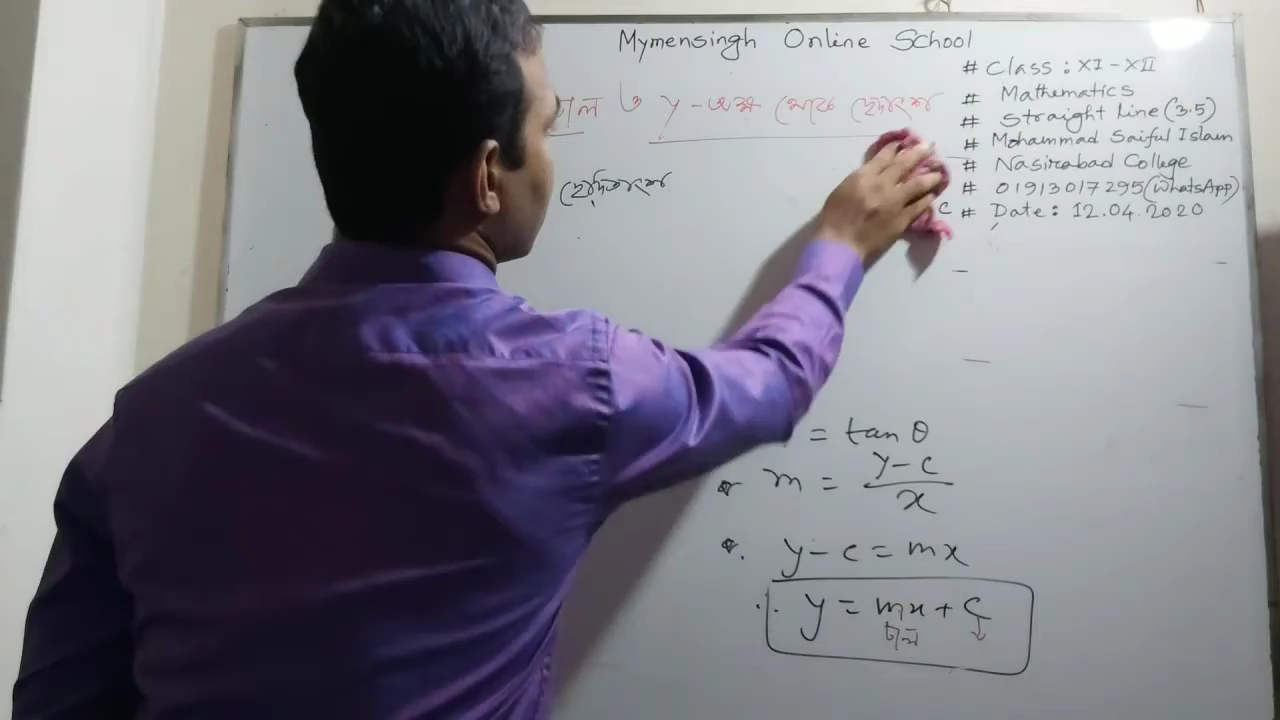 Mymensingh Online School
# Class : XI - XII
# Mathematics
# Straight Line (3.5)
# Mohammad Saiful Islam
# Nasirabad College
# 01913017295 (WhatsApp)
# Date : 12.04.2020
ঢাল ও y-অক্ষ থেকে ছেদাংশ
c
= tan θ
or m = y-c / x
or. y - c = mx
∴ y = mx + c
ঢাল ↓